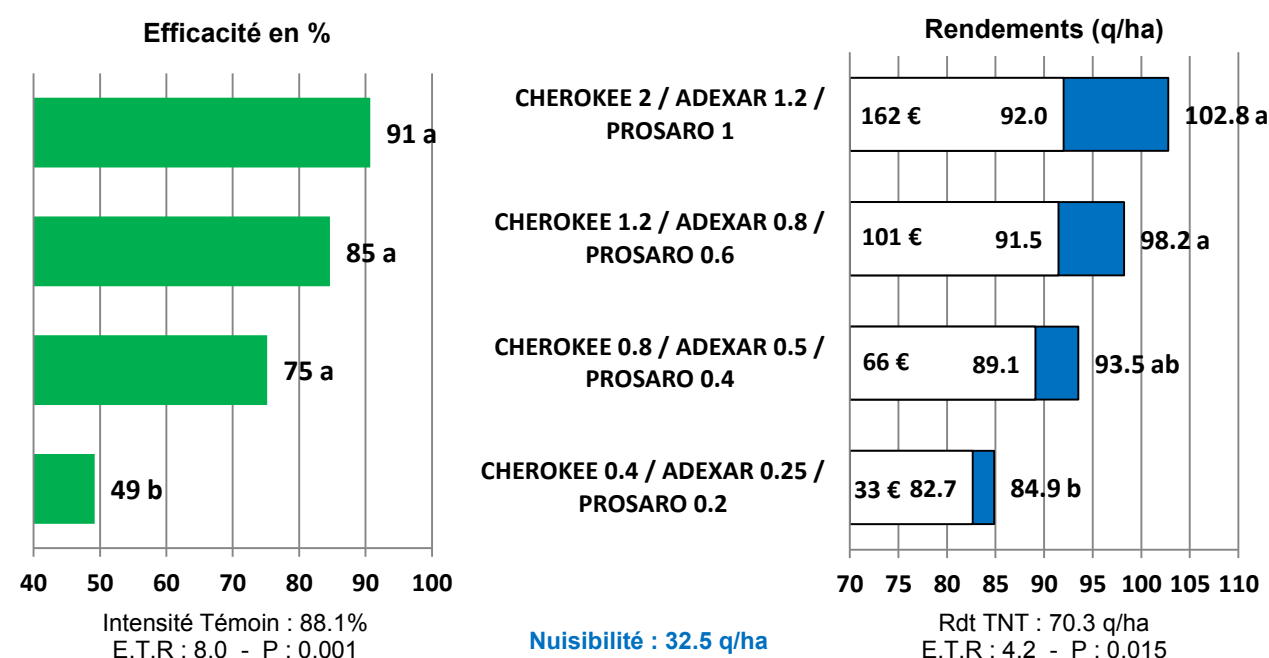 Efficacité en %
91 a
85 a
75 a
49 b
40 50 60 70 80 90 100
Intensité Témoin : 88.1%
E.T.R : 8.0 - P : 0.001
CHEROKEE 2 / ADEXAR 1.2 /
PROSARO 1
CHEROKEE 1.2 / ADEXAR 0.8 /
PROSARO 0.6
CHEROKEE 0.8 / ADEXAR 0.5 /
PROSARO 0.4
CHEROKEE 0.4 / ADEXAR 0.25 /
PROSARO 0.2
Nuisibilité : 32.5 q/ha
Rendements (q/ha)
162 € 92.0 102.8 a
101 € 91.5 98.2 a
66 € 89.1 93.5 ab
33 € 82.7 84.9 b
70 75 80 85 90 95 100 105 110
Rdt TNT : 70.3 q/ha
E.T.R : 4.2 - P : 0.015